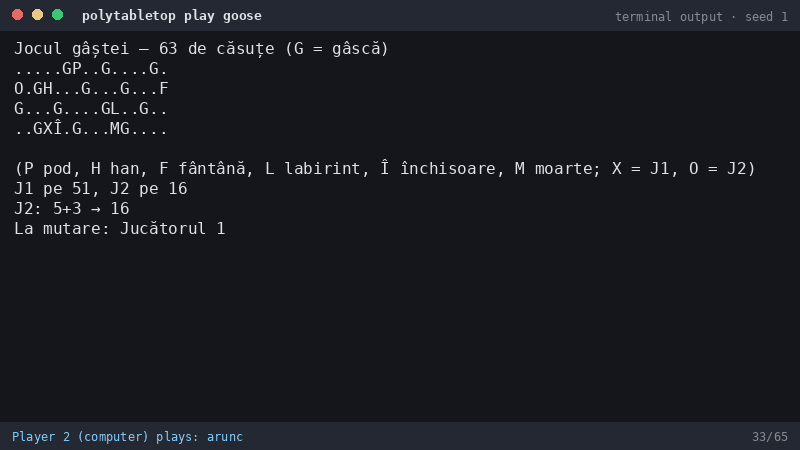 polytabletop play goose
terminal output · seed 1
Jocul gâștei — 63 de căsuțe (G = gâscă)
.....GP..G....G.
O.GH...G...G...F
G...G....GL..G..
..GXÎ.G...MG....
(P pod, H han, F fântână, L labirint, Î închisoare, M moarte; X = J1, O = J2)
J1 pe 51, J2 pe 16
J2: 5+3 → 16
La mutare: Jucătorul 1
Player 2 (computer) plays: arunc
33/65